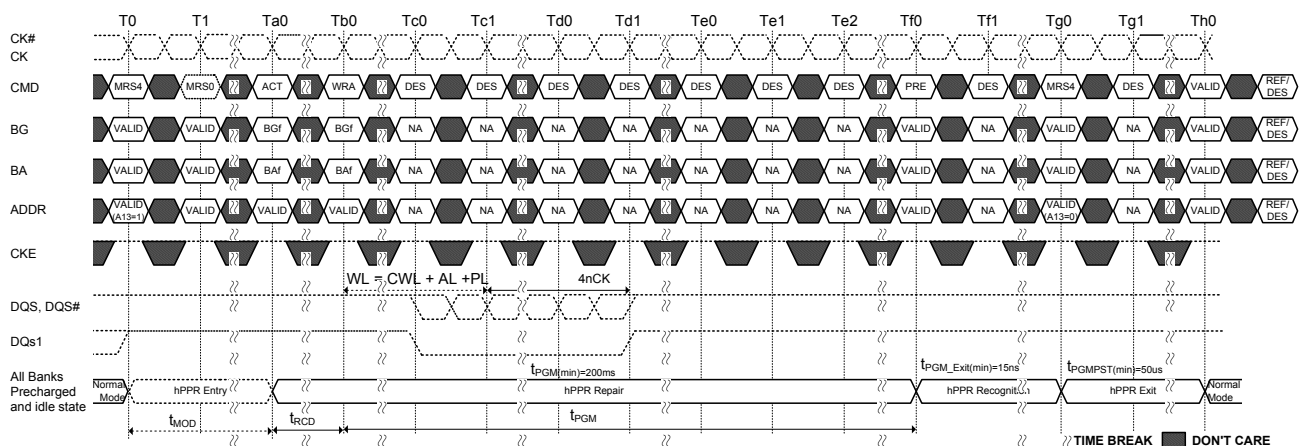 T0 T1 Ta0 Tb0 Tc0 Tc1 Td0 Td1 Te0 Te1 Te2 Tf0 Tf1 Tg0 Tg1 Th0
CK#
CK
CMD MRS4 MRS0 ACT WRA DES DES DES DES DES DES DES PRE DES MRS4 DES VALID REF/
DES
BG VALID VALID BGf BGf NA NA NA NA NA NA NA VALID NA VALID NA VALID REF/
DES
BA VALID VALID BAf BAf NA NA NA NA NA NA NA VALID NA VALID NA VALID REF/
DES
ADDR VALID
(A13=1) VALID VALID VALID NA NA NA NA NA NA NA VALID NA VALID
(A13=0) NA VALID REF/
DES
CKE
WL = CWL + AL +PL 4nCK
DQS, DQS#
DQs1
tPGM(min)=200ms tPGM_Exit(min)=15ns tPGMPST(min)=50us
All Banks
Precharged
and idle state
Normal
Mode hPPR Entry hPPR Repair hPPR Recognition hPPR Exit Normal
Mode
tMOD tRCD tPGM
TIME BREAK DON'T CARE